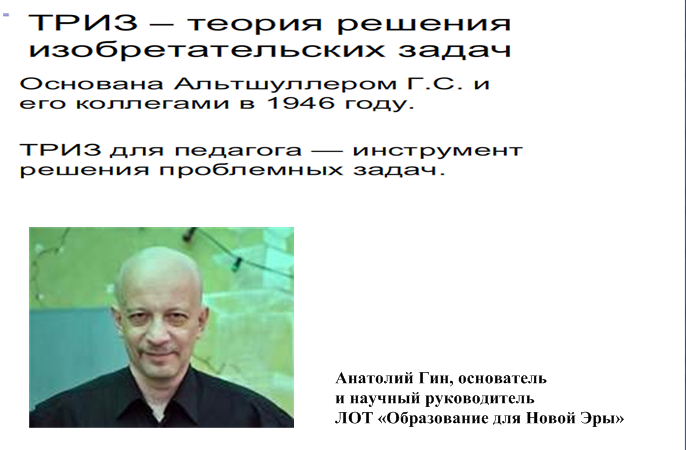 ТРИЗ – теория решения
изобретательских задач
Основана Альтшуллером Г.С. и
его коллегами в 1946 году.
ТРИЗ для педагога — инструмент
решения проблемных задач.
Анатолий Гин, основатель
и научный руководитель
ЛОТ «Образование для Новой Эры»